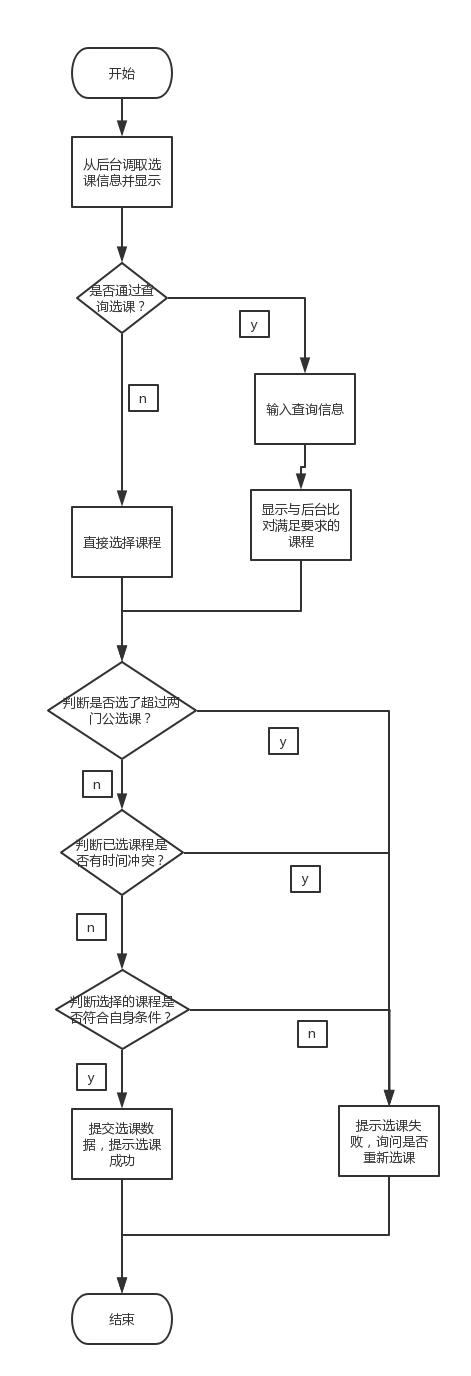 开始
从后台调取选
课信息并显示
是否通过查
询选课？
y
n
输入查询信息
显示与后台比
对满足要求的
课程
直接选择课程
判断是否选了超过两
门公选课？
y
n
判断已选课程是
否有时间冲突？
y
n
判断选择的课程是
否符合自身条件？
n
y
提交选课数
据，提示选课
成功
提示选课失
败，询问是否
重新选课
结束